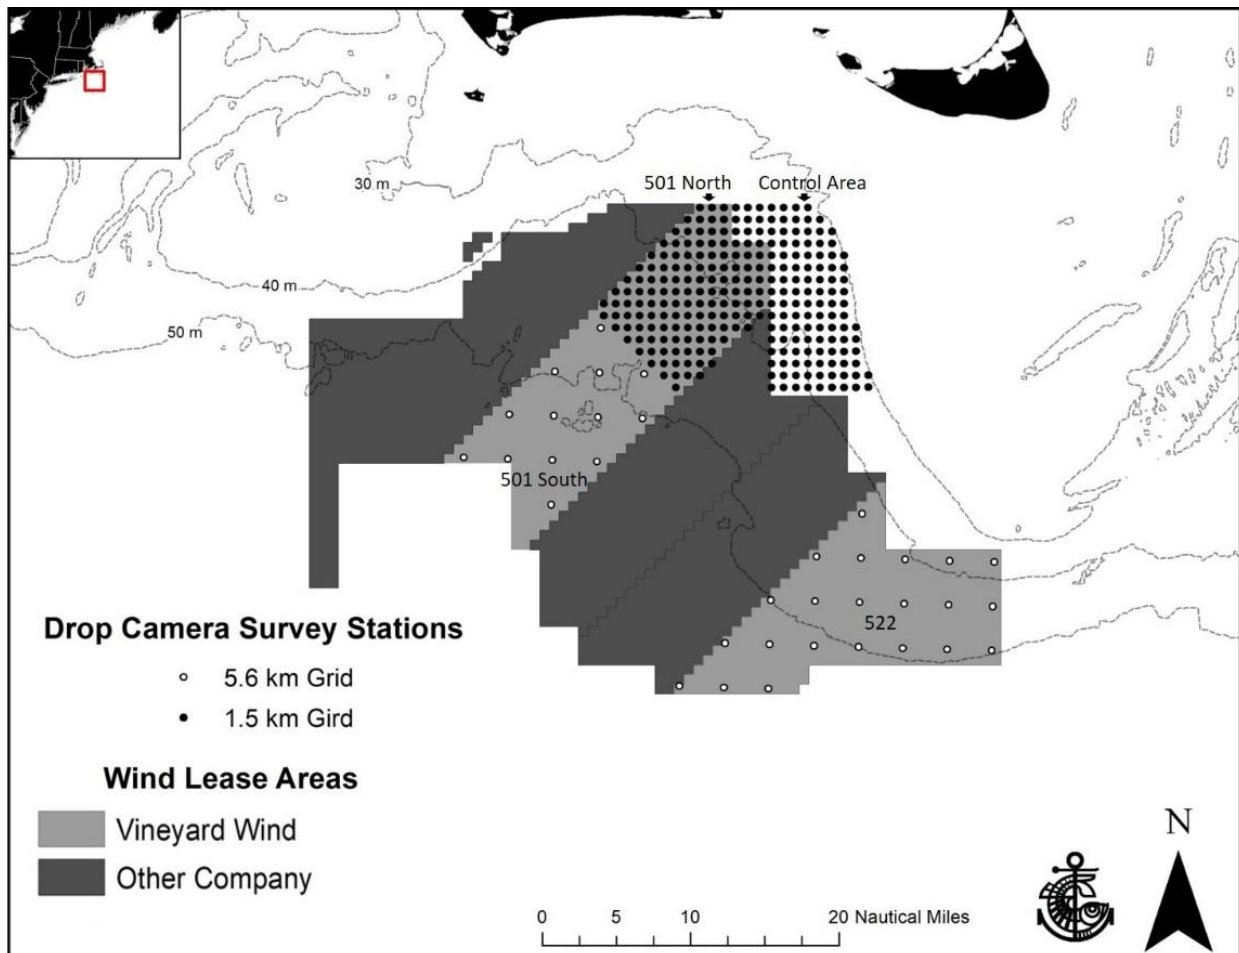 30 m
501 North
Control Area
40 m
50 m
501 South
522
Drop Camera Survey Stations
5.6 km Grid
1.5 km Gird
Wind Lease Areas
Vineyard Wind
Other Company
N
0 5 10 20 Nautical Miles